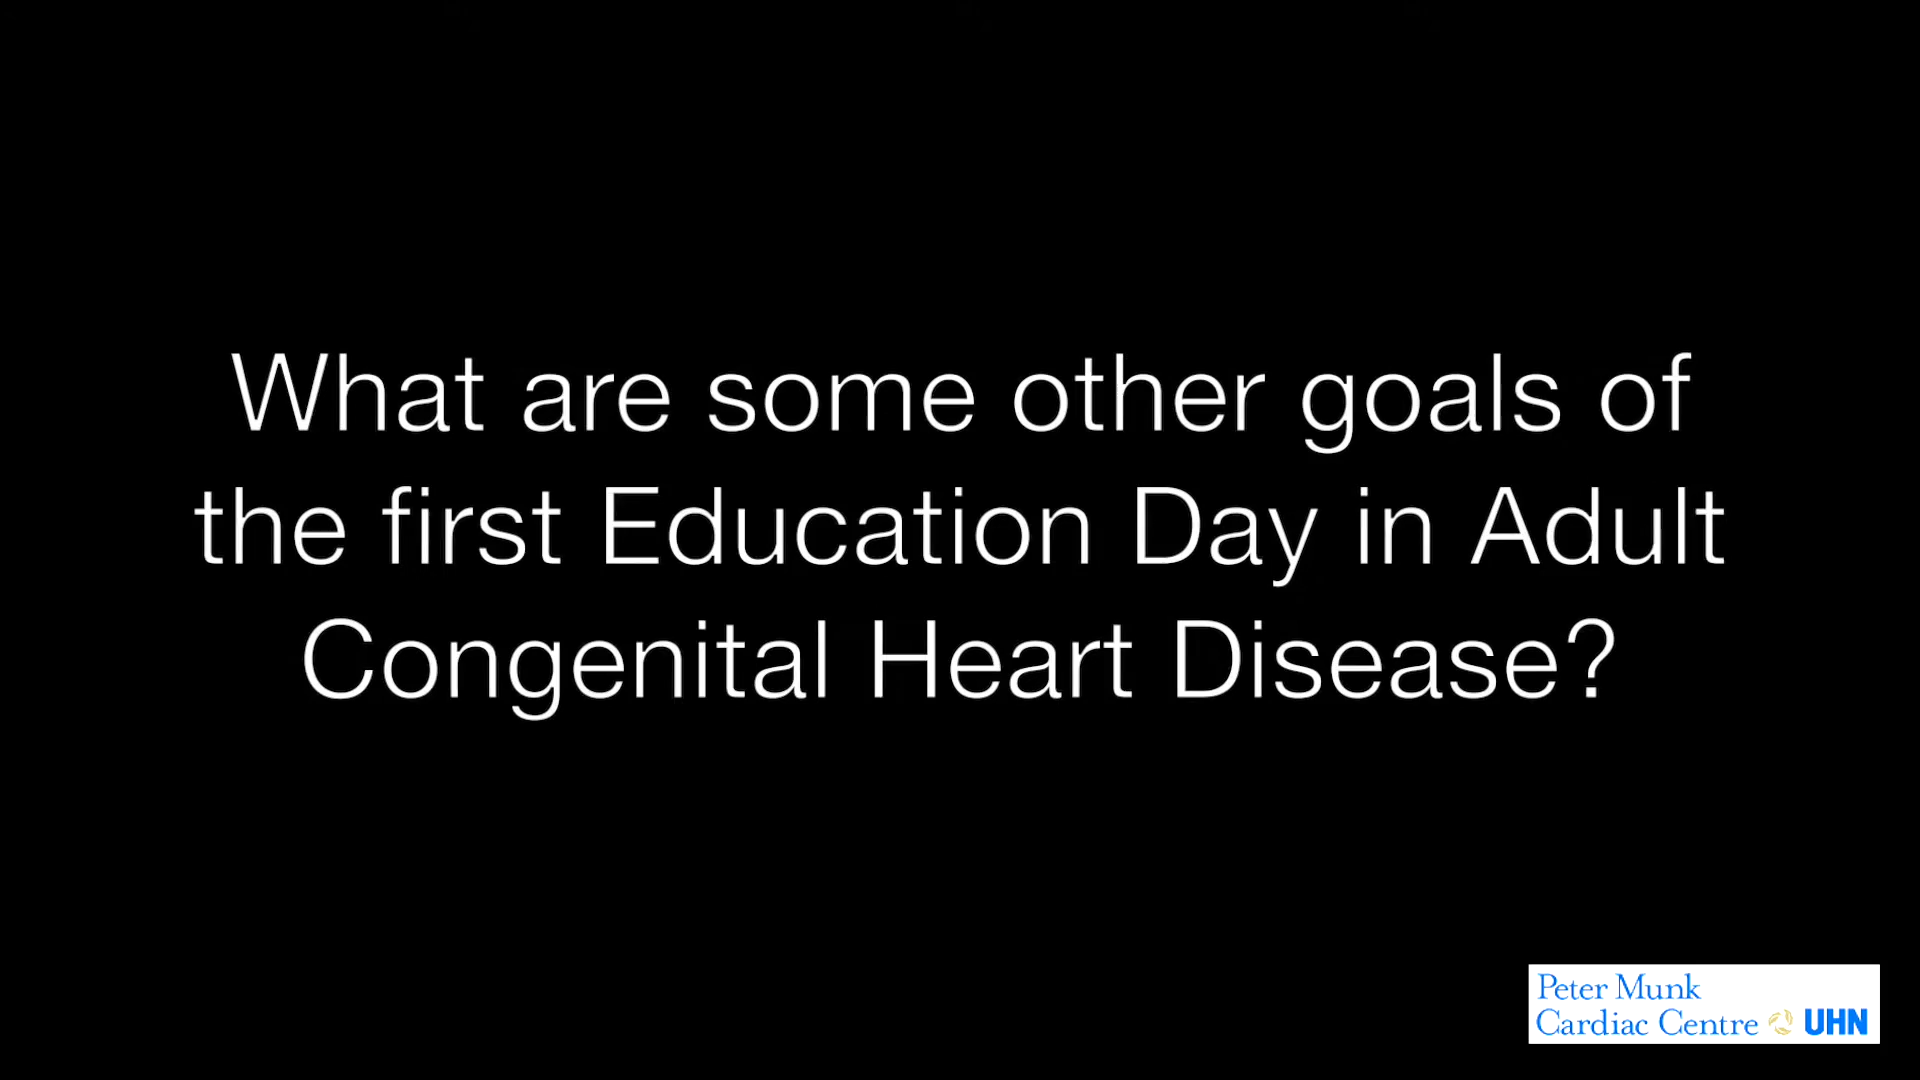 What are some other goals of
the first Education Day in Adult
Congenital Heart Disease?
Peter Munk
Cardiac Centre UHN